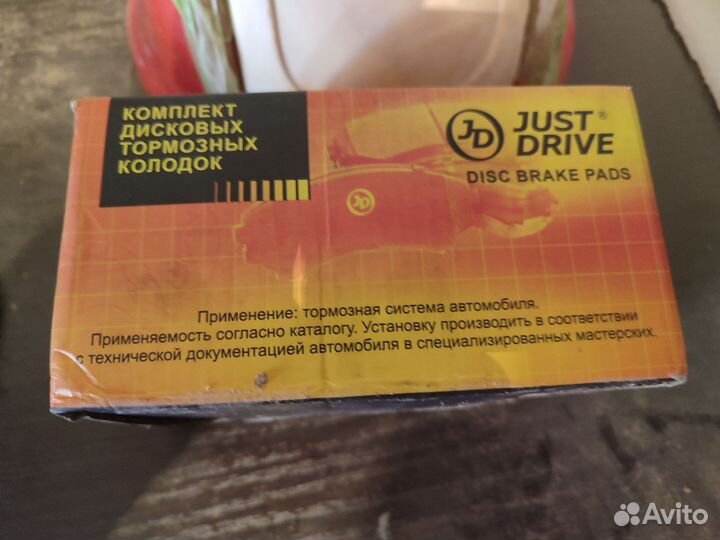 КОМПЛЕКТ
ДИСКОВЫХ
ТОРМОЗНЫХ
КОЛОДОК
JD
JUST®
DRIVE
DISC BRAKE PADS
JD
Применение: тормозная система автомобиля.
Применяемость согласно каталогу. Установку производить в соответствии
с технической документацией автомобиля в специализированных мастерских.
Avito